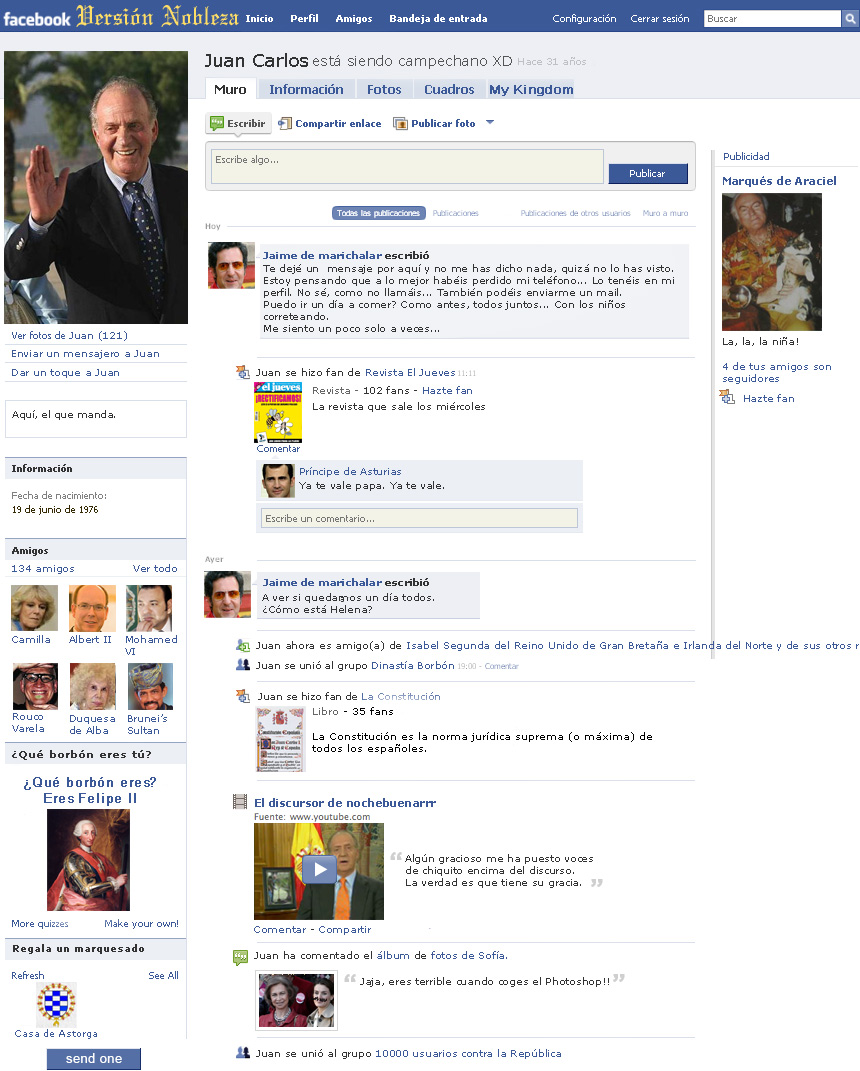 facebook Versión Nobleza Inicio Perfil Amigos Bandeja de entrada Configuración Cerrar sesión Buscar
Juan Carlos está siendo campechano XD Hace 31 años
Muro Información Fotos Cuadros My Kingdom
Escribir Compartir enlace Publicar foto
Escribe algo...
Publicar
Todas las publicaciones Publicaciones Publicaciones de otros usuarios Muro a muro
Hoy
Jaime de marichalar escribió
Te dejé un mensaje por aquí y no me has dicho nada, quizá no lo has visto.
Estoy pensando que a lo mejor habéis perdido mi teléfono... Lo tenéis en mi
perfil. No sé, como no llamáis... También podéis enviarme un mail.
Puedo ir un día a comer? Como antes, todos juntos... Con los niños
correteando.
Me siento un poco solo a veces...
Juan se hizo fan de Revista El Jueves 11:11
el jueves
¡RECTIFICAMOS!
Revista - 102 fans - Hazte fan
La revista que sale los miércoles
Comentar
Príncipe de Asturias
Ya te vale papa. Ya te vale.
Escribe un comentario...
Ayer
Jaime de marichalar escribió
A ver si quedamos un día todos.
¿Cómo está Helena?
Juan ahora es amigo(a) de Isabel Segunda del Reino Unido de Gran Bretaña e Irlanda del Norte y de sus otros r
Juan se unió al grupo Dinastía Borbón 19:00 - Comentar
Juan se hizo fan de La Constitución
Libro - 35 fans
Constitución Española
La Constitución es la norma jurídica suprema (o máxima) de
todos los españoles.
El discursor de nochebuenarrr
Fuente: www.youtube.com
“ Algún gracioso me ha puesto voces
de chiquito encima del discurso.
La verdad es que tiene su gracia. ”
Comentar - Compartir
Juan ha comentado el álbum de fotos de Sofía.
“ Jaja, eres terrible cuando coges el Photoshop!! ”
Juan se unió al grupo 10000 usuarios contra la República
Ver fotos de Juan (121)
Enviar un mensajero a Juan
Dar un toque a Juan
Aquí, el que manda.
Información
Fecha de nacimiento:
19 de junio de 1976
Amigos
134 amigos Ver todo
Camilla Albert II Mohamed
VI
Rouco
Varela
Duquesa
de Alba
Brunei's
Sultan
¿Qué borbón eres tú?
¿Qué borbón eres?
Eres Felipe II
More quizzes Make your own!
Regala un marquesado
Refresh See All
Casa de Astorga
send one
Publicidad
Marqués de Araciel
La, la, la niña!
4 de tus amigos son
seguidores
Hazte fan